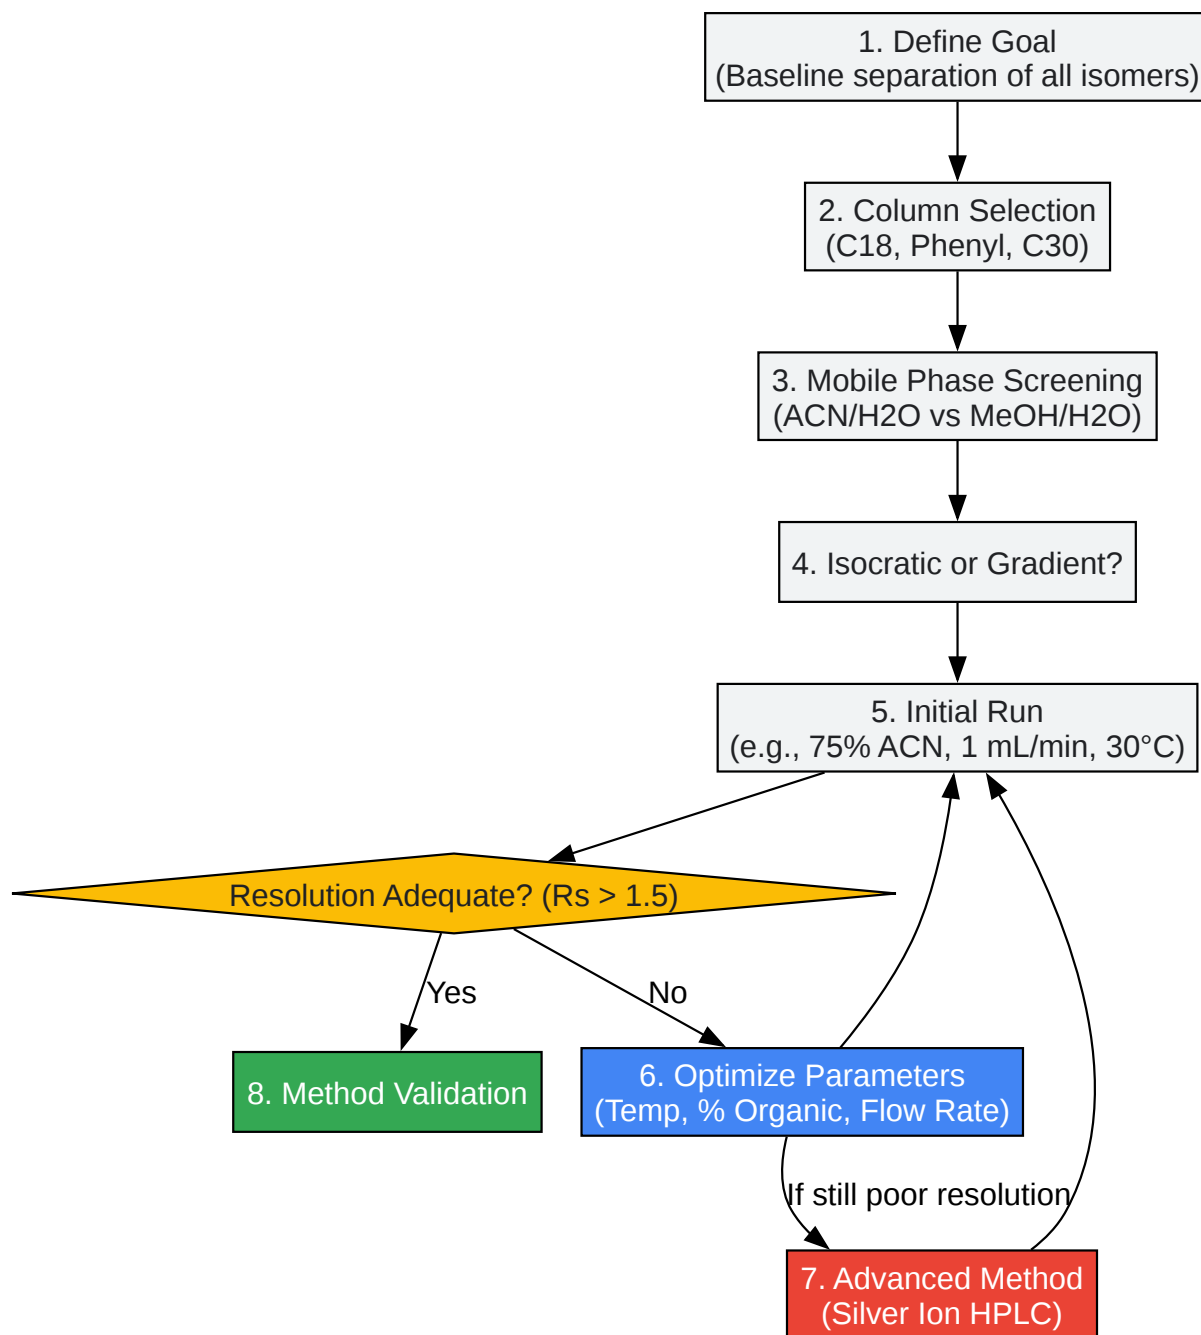 1. Define Goal
(Baseline separation of all isomers)
2. Column Selection
(C18, Phenyl, C30)
3. Mobile Phase Screening
(ACN/H2O vs MeOH/H2O)
4. Isocratic or Gradient?
5. Initial Run
(e.g., 75% ACN, 1 mL/min, 30°C)
Resolution Adequate? (Rs > 1.5)
Yes
No
8. Method Validation
6. Optimize Parameters
(Temp, % Organic, Flow Rate)
If still poor resolution
7. Advanced Method
(Silver Ion HPLC)